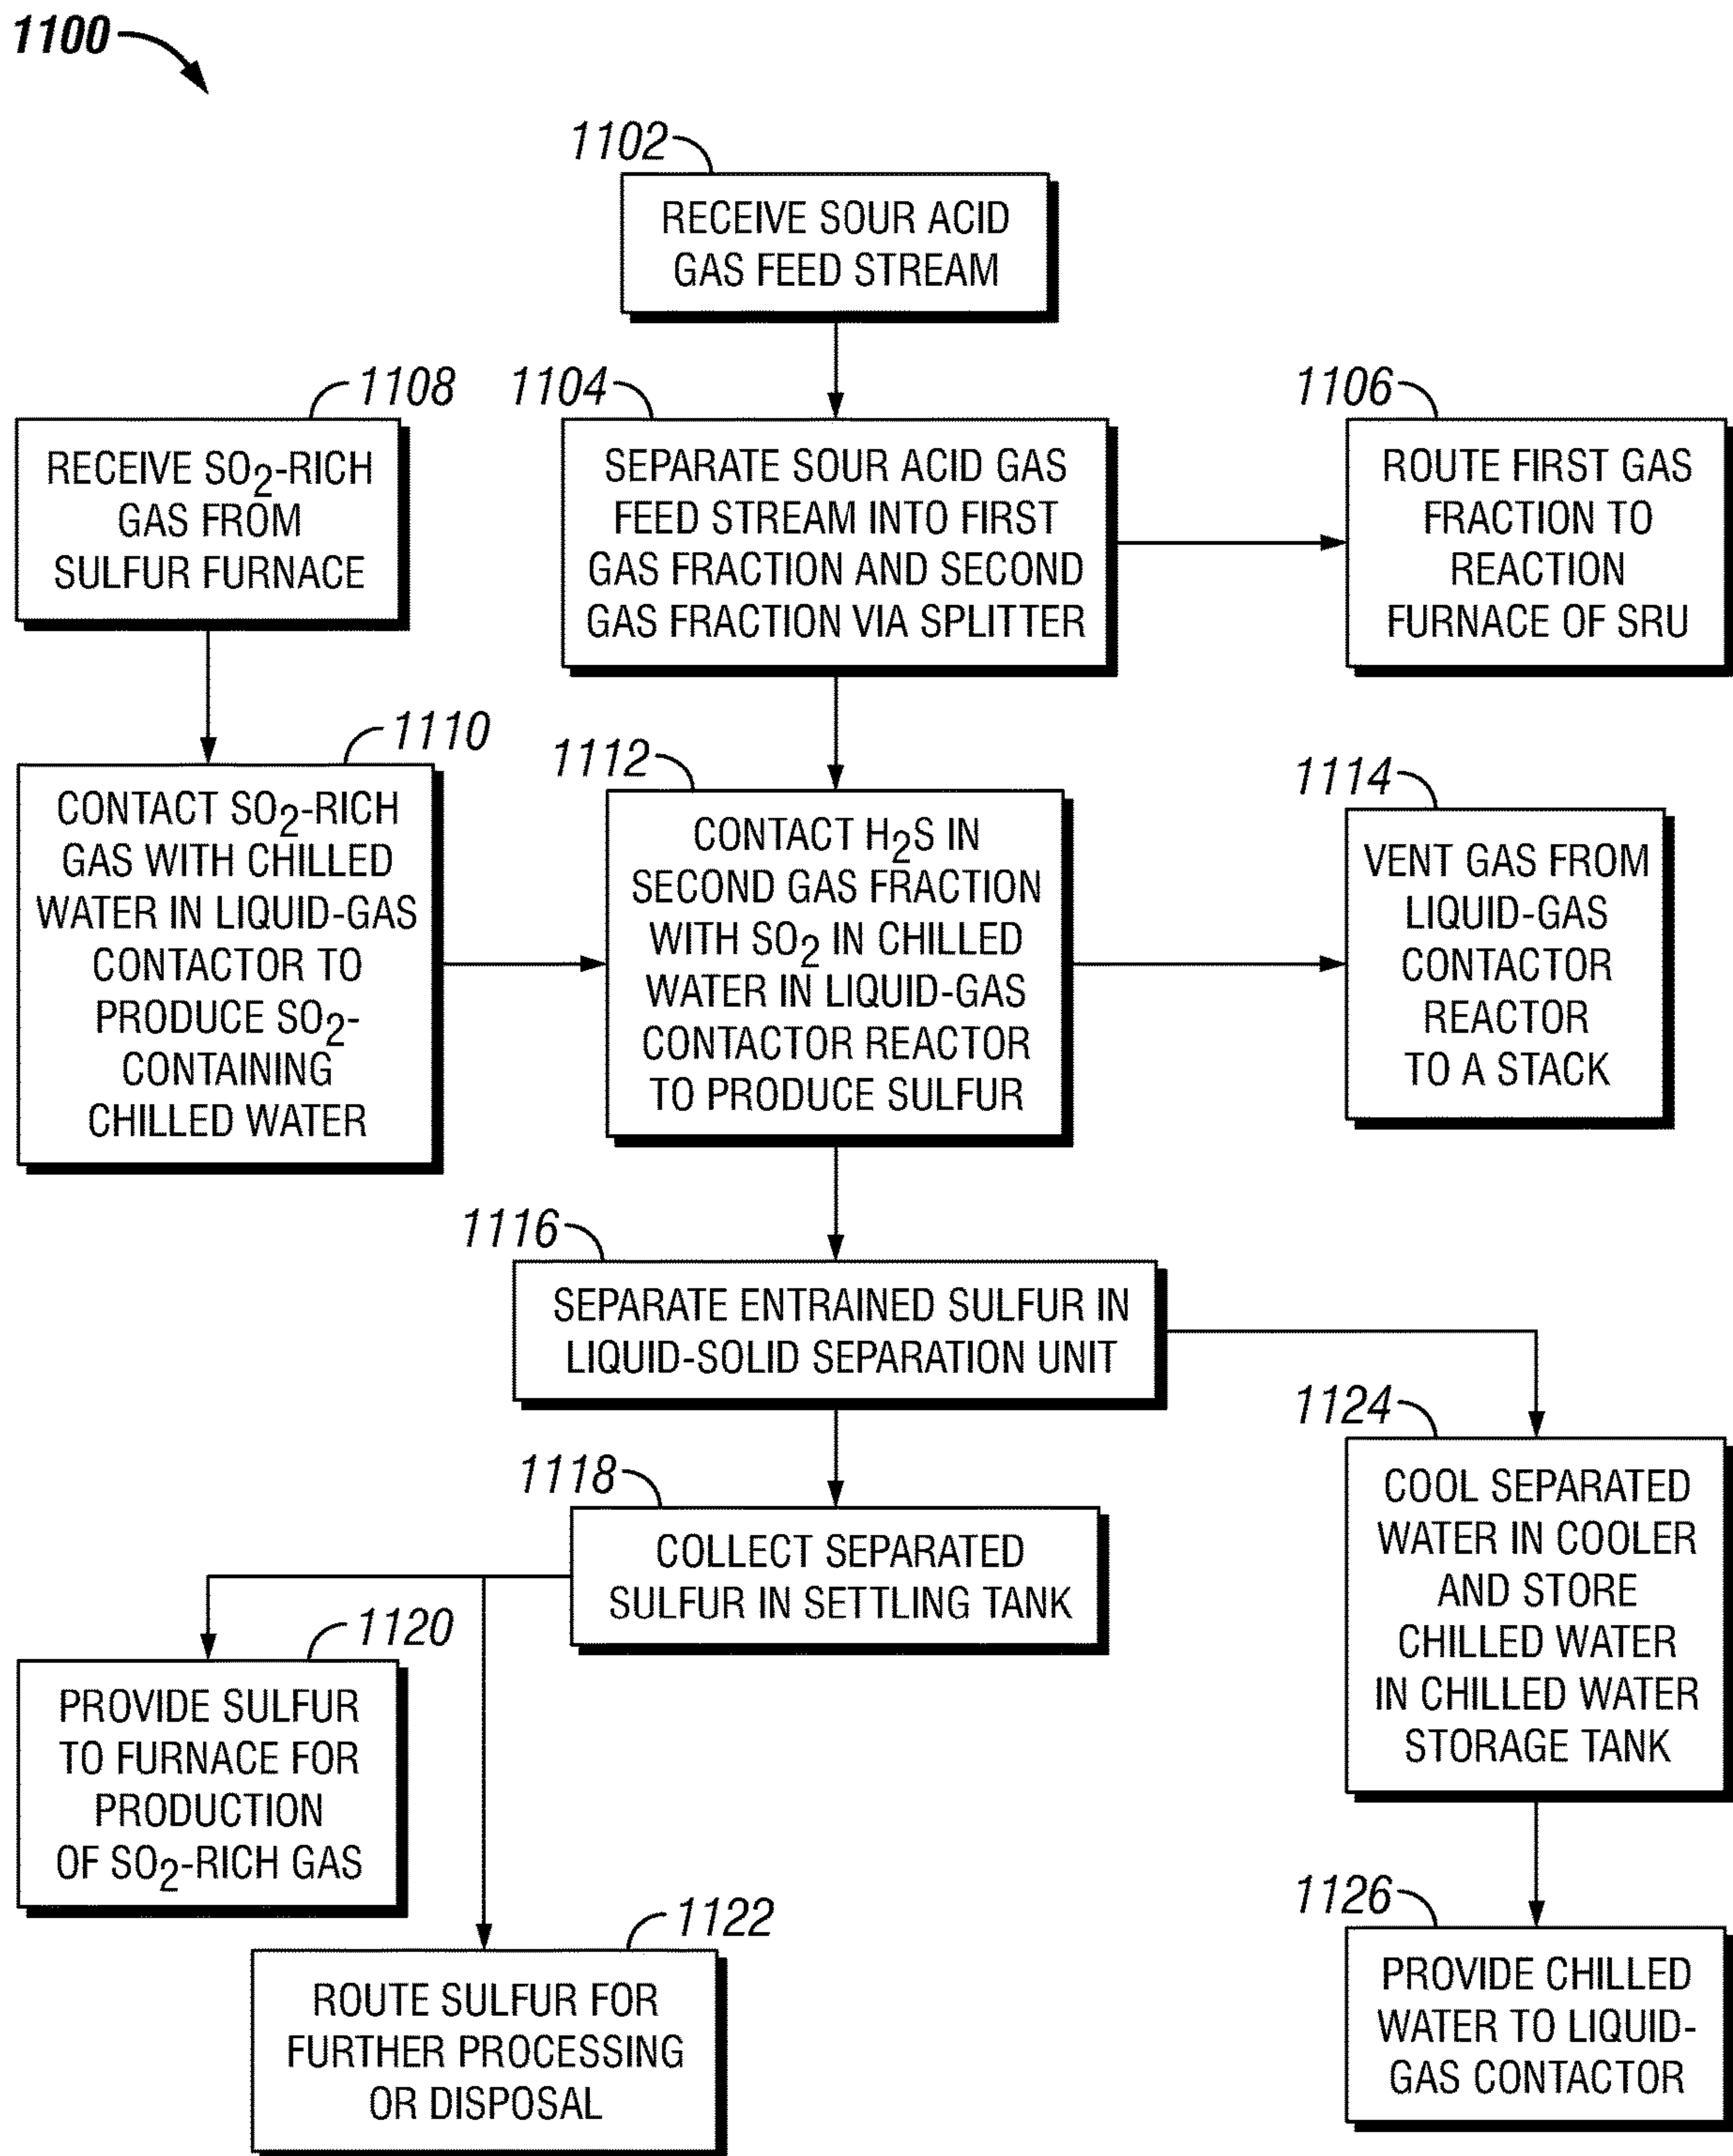 1100
1102
RECEIVE SOUR ACID
GAS FEED STREAM
1108
RECEIVE SO2-RICH
GAS FROM
SULFUR FURNACE
1104
SEPARATE SOUR ACID GAS
FEED STREAM INTO FIRST
GAS FRACTION AND SECOND
GAS FRACTION VIA SPLITTER
1106
ROUTE FIRST GAS
FRACTION TO
REACTION
FURNACE OF SRU
1110
CONTACT SO2-RICH
GAS WITH CHILLED
WATER IN LIQUID-GAS
CONTACTOR TO
PRODUCE SO2-
CONTAINING
CHILLED WATER
1112
CONTACT H2S IN
SECOND GAS FRACTION
WITH SO2 IN CHILLED
WATER IN LIQUID-GAS
CONTACTOR REACTOR
TO PRODUCE SULFUR
1114
VENT GAS FROM
LIQUID-GAS
CONTACTOR
REACTOR
TO A STACK
1116
SEPARATE ENTRAINED SULFUR IN
LIQUID-SOLID SEPARATION UNIT
1118
COLLECT SEPARATED
SULFUR IN SETTLING TANK
1124
COOL SEPARATED
WATER IN COOLER
AND STORE
CHILLED WATER
IN CHILLED WATER
STORAGE TANK
1120
PROVIDE SULFUR
TO FURNACE FOR
PRODUCTION
OF SO2-RICH GAS
1122
ROUTE SULFUR FOR
FURTHER PROCESSING
OR DISPOSAL
1126
PROVIDE CHILLED
WATER TO LIQUID-
GAS CONTACTOR